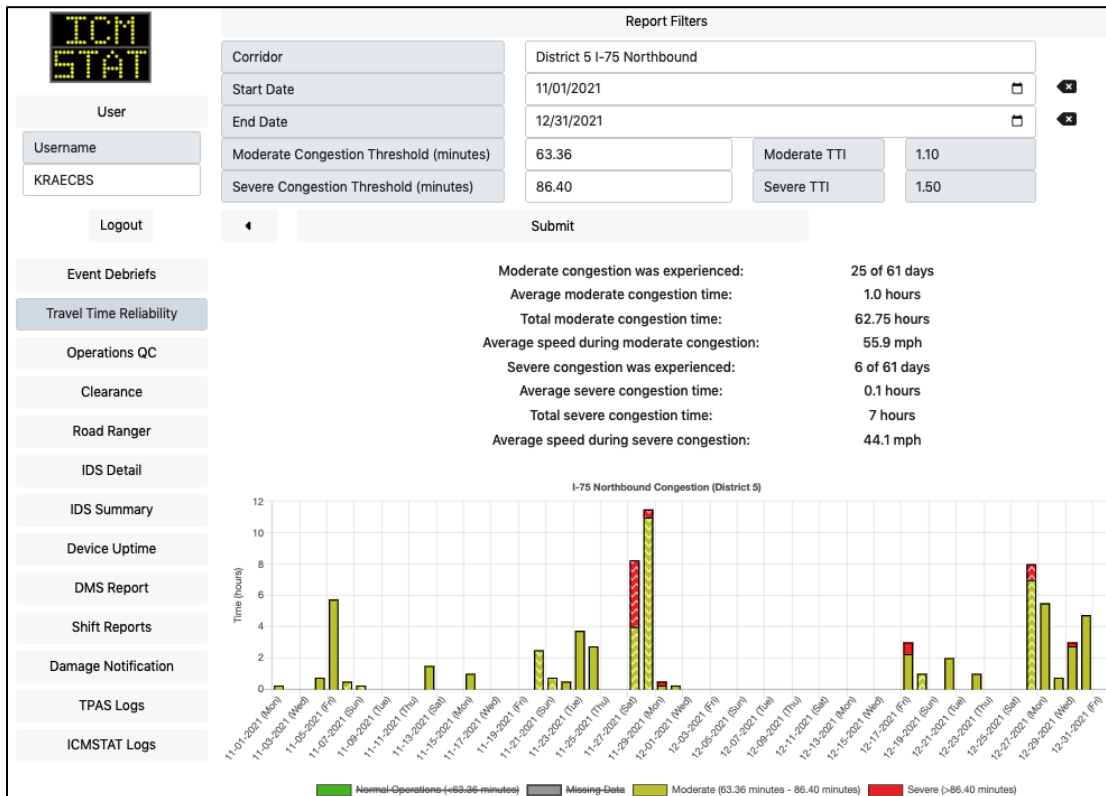 ICM
STAT
User
Username
KRAECBS
Logout
Event Debriefs
Travel Time Reliability
Operations QC
Clearance
Road Ranger
IDS Detail
IDS Summary
Device Uptime
DMS Report
Shift Reports
Damage Notification
TPAS Logs
ICMSTAT Logs
Report Filters
Corridor District 5 I-75 Northbound
Start Date 11/01/2021
End Date 12/31/2021
Moderate Congestion Threshold (minutes) 63.36 Moderate TTI 1.10
Severe Congestion Threshold (minutes) 86.40 Severe TTI 1.50
Submit
Moderate congestion was experienced: 25 of 61 days
Average moderate congestion time: 1.0 hours
Total moderate congestion time: 62.75 hours
Average speed during moderate congestion: 55.9 mph
Severe congestion was experienced: 6 of 61 days
Average severe congestion time: 0.1 hours
Total severe congestion time: 7 hours
Average speed during severe congestion: 44.1 mph
I-75 Northbound Congestion (District 5)
Time (hours)
12
10
8
6
4
2
0
11-01-2021 (Mon)
11-03-2021 (Wed)
11-05-2021 (Fri)
11-07-2021 (Sun)
11-09-2021 (Tue)
11-11-2021 (Thu)
11-13-2021 (Sat)
11-15-2021 (Mon)
11-17-2021 (Wed)
11-19-2021 (Fri)
11-21-2021 (Sun)
11-23-2021 (Tue)
11-25-2021 (Thu)
11-27-2021 (Sat)
11-29-2021 (Mon)
12-01-2021 (Wed)
12-03-2021 (Fri)
12-05-2021 (Sun)
12-07-2021 (Tue)
12-09-2021 (Thu)
12-11-2021 (Sat)
12-13-2021 (Mon)
12-15-2021 (Wed)
12-17-2021 (Fri)
12-19-2021 (Sun)
12-21-2021 (Tue)
12-23-2021 (Thu)
12-25-2021 (Sat)
12-27-2021 (Mon)
12-29-2021 (Wed)
12-31-2021 (Fri)
Normal Operations (<63.36 minutes) Missing Data Moderate (63.36 minutes - 86.40 minutes) Severe (>86.40 minutes)